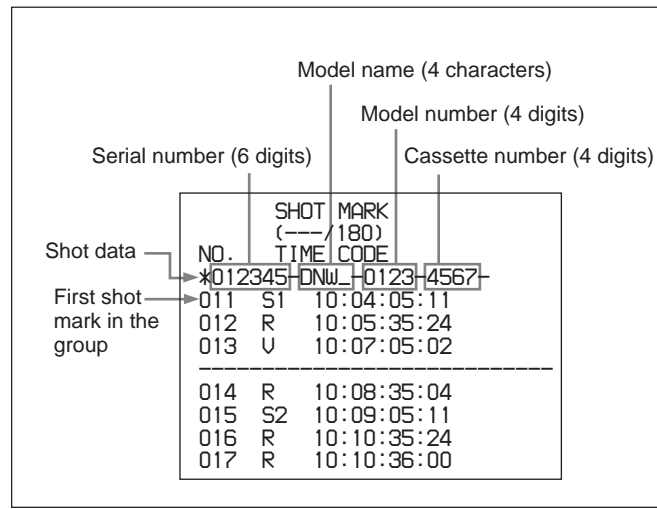 Model name (4 characters)
Model number (4 digits)
Serial number (6 digits)
Cassette number (4 digits)
SHOT MARK
(---/180)
NO. TIME CODE
Shot data
*012345-DNW_-0123-4567-
First shot
mark in the
group
011 S1 10:04:05:11
012 R 10:05:35:24
013 V 10:07:05:02
------------------------------
014 R 10:08:35:04
015 S2 10:09:05:11
016 R 10:10:35:24
017 R 10:10:36:00